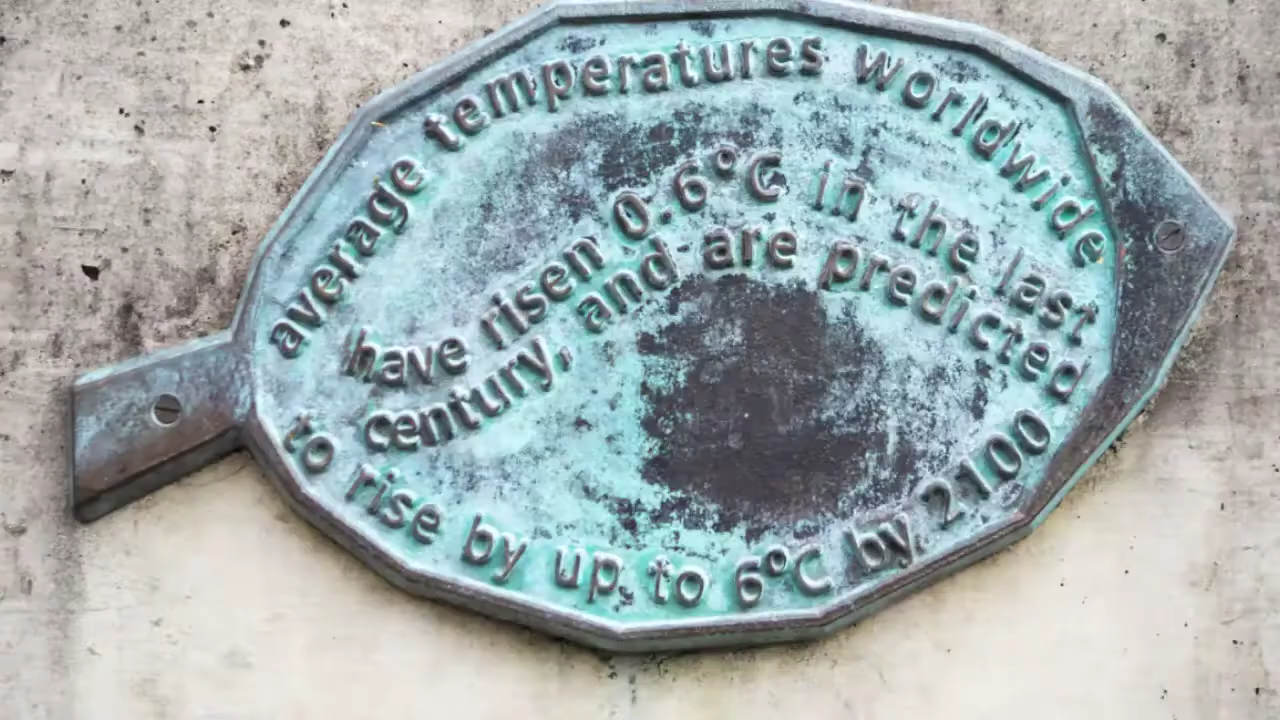 average temperatures worldwide
have risen 0.6°C in the last
century, and are predicted
to rise by up to 6°C by 2100